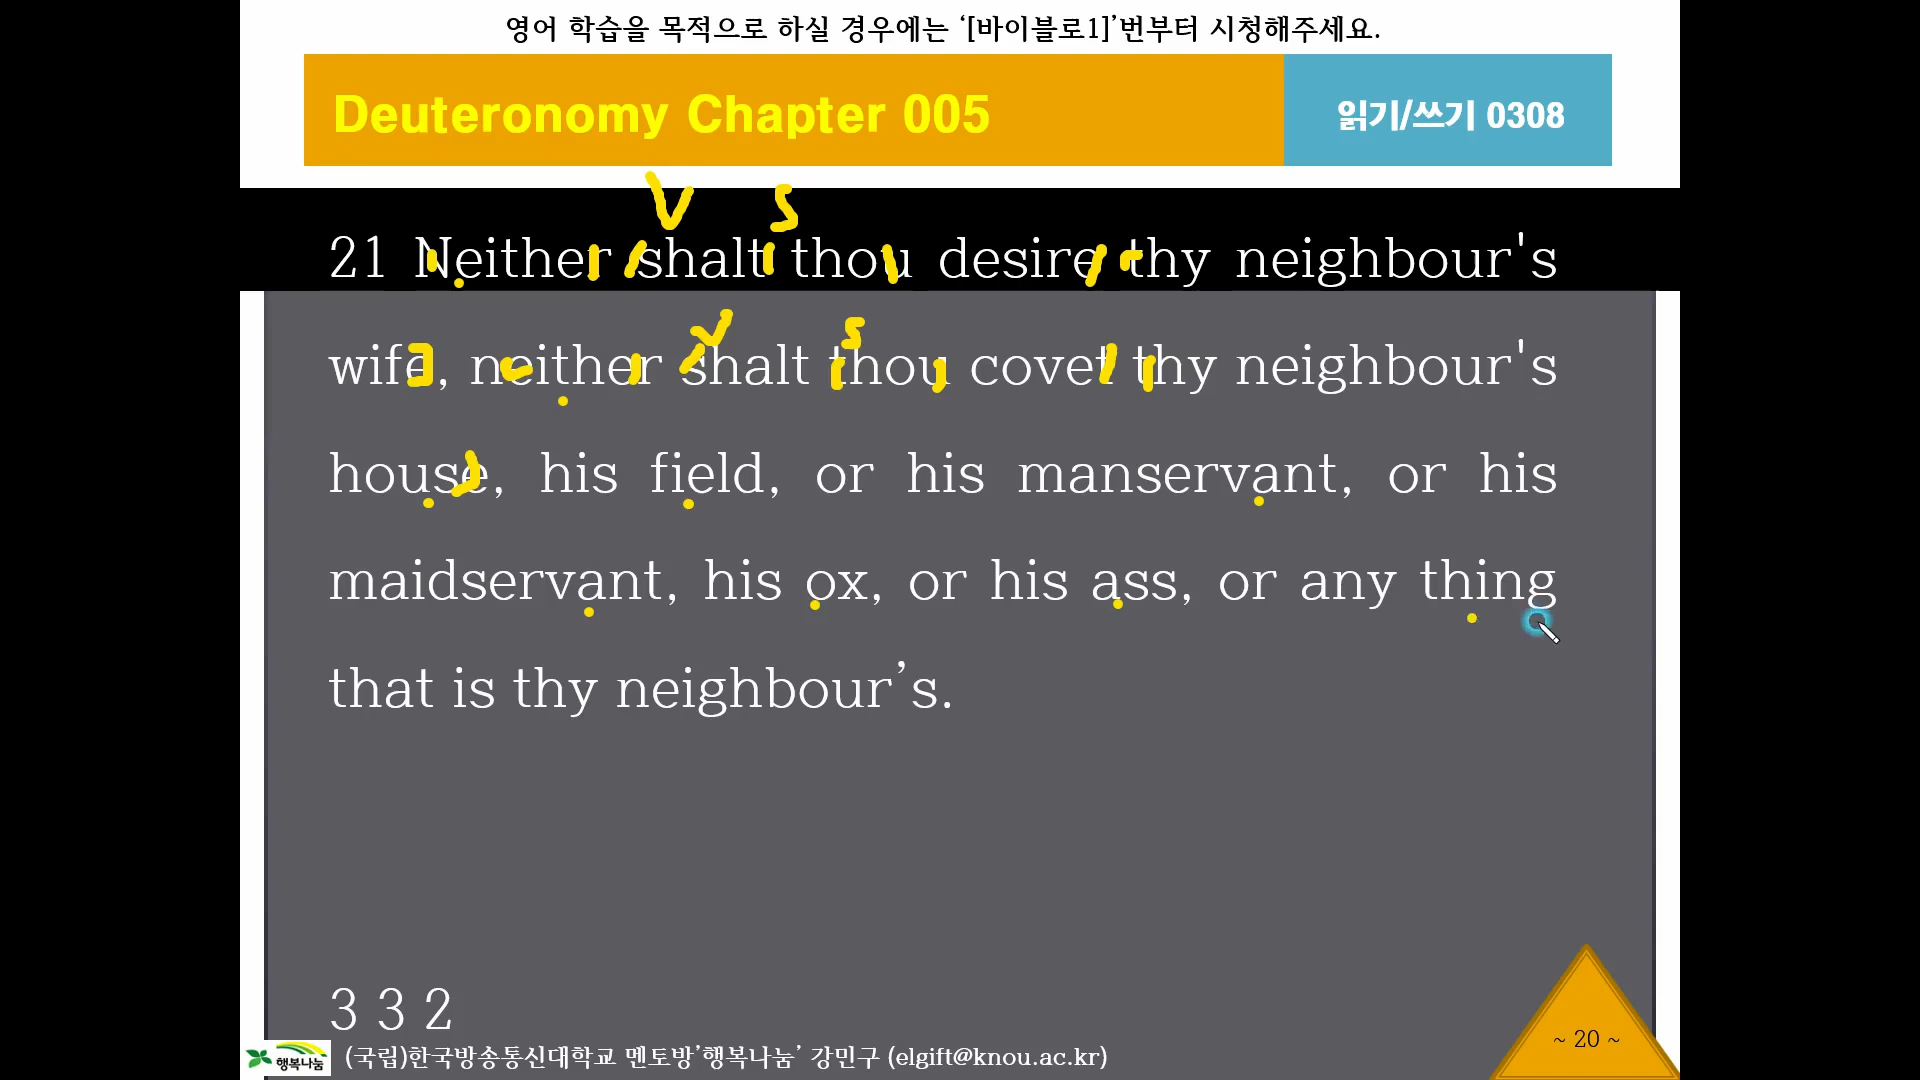 영어 학습을 목적으로 하실 경우에는 ‘[바이블로1]’번부터 시청해주세요.
Deuteronomy Chapter 005
읽기/쓰기 0308
V S
21 Neither shalt thou desire thy neighbour's
V S
wife, neither shalt thou covet thy neighbour's
house, his field, or his manservant, or his
maidservant, his ox, or his ass, or any thing
that is thy neighbour’s.
3 3 2
~ 20 ~
행복나눔
(국립)한국방송통신대학교 멘토방’행복나눔’ 강민구 (elgift@knou.ac.kr)